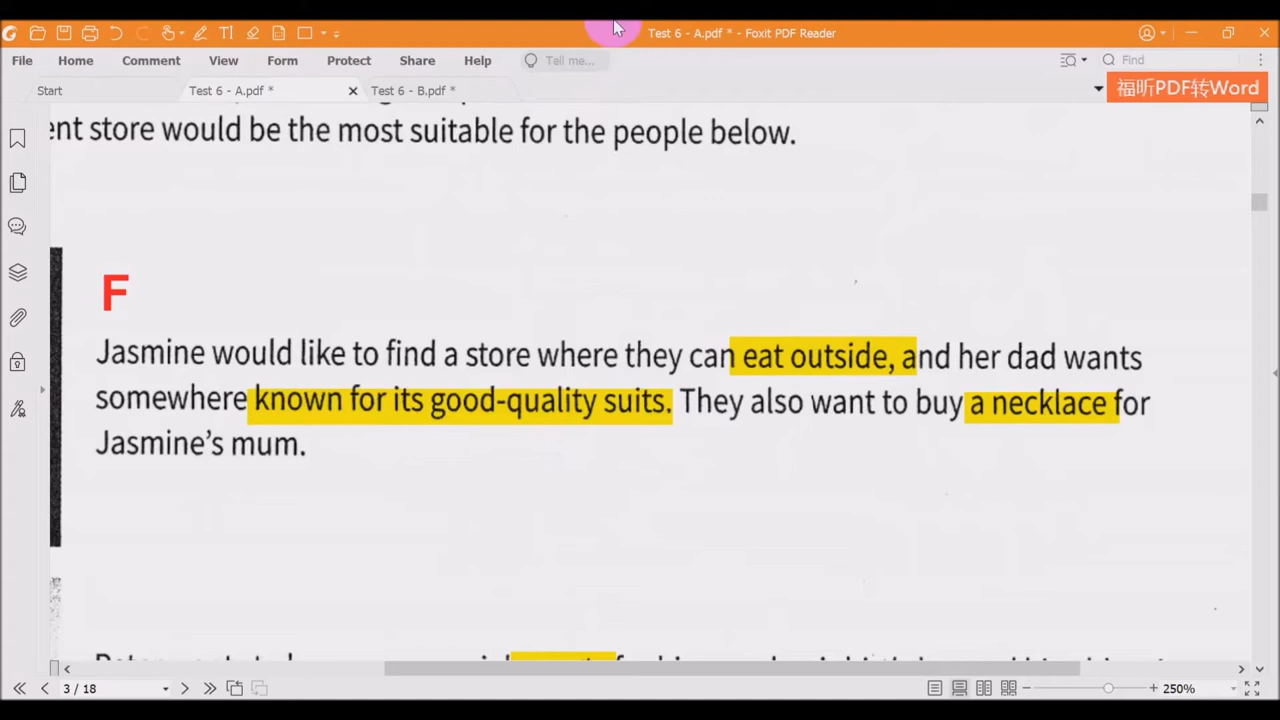 Test 6 - A.pdf * - Foxit PDF Reader
File Home Comment View Form Protect Share Help Tell me... Find
Start Test 6 - A.pdf * Test 6 - B.pdf * 福昕PDF转Word
ent store would be the most suitable for the people below.
F
Jasmine would like to find a store where they can eat outside, and her dad wants
somewhere known for its good-quality suits. They also want to buy a necklace for
Jasmine's mum.
3 / 18 250%